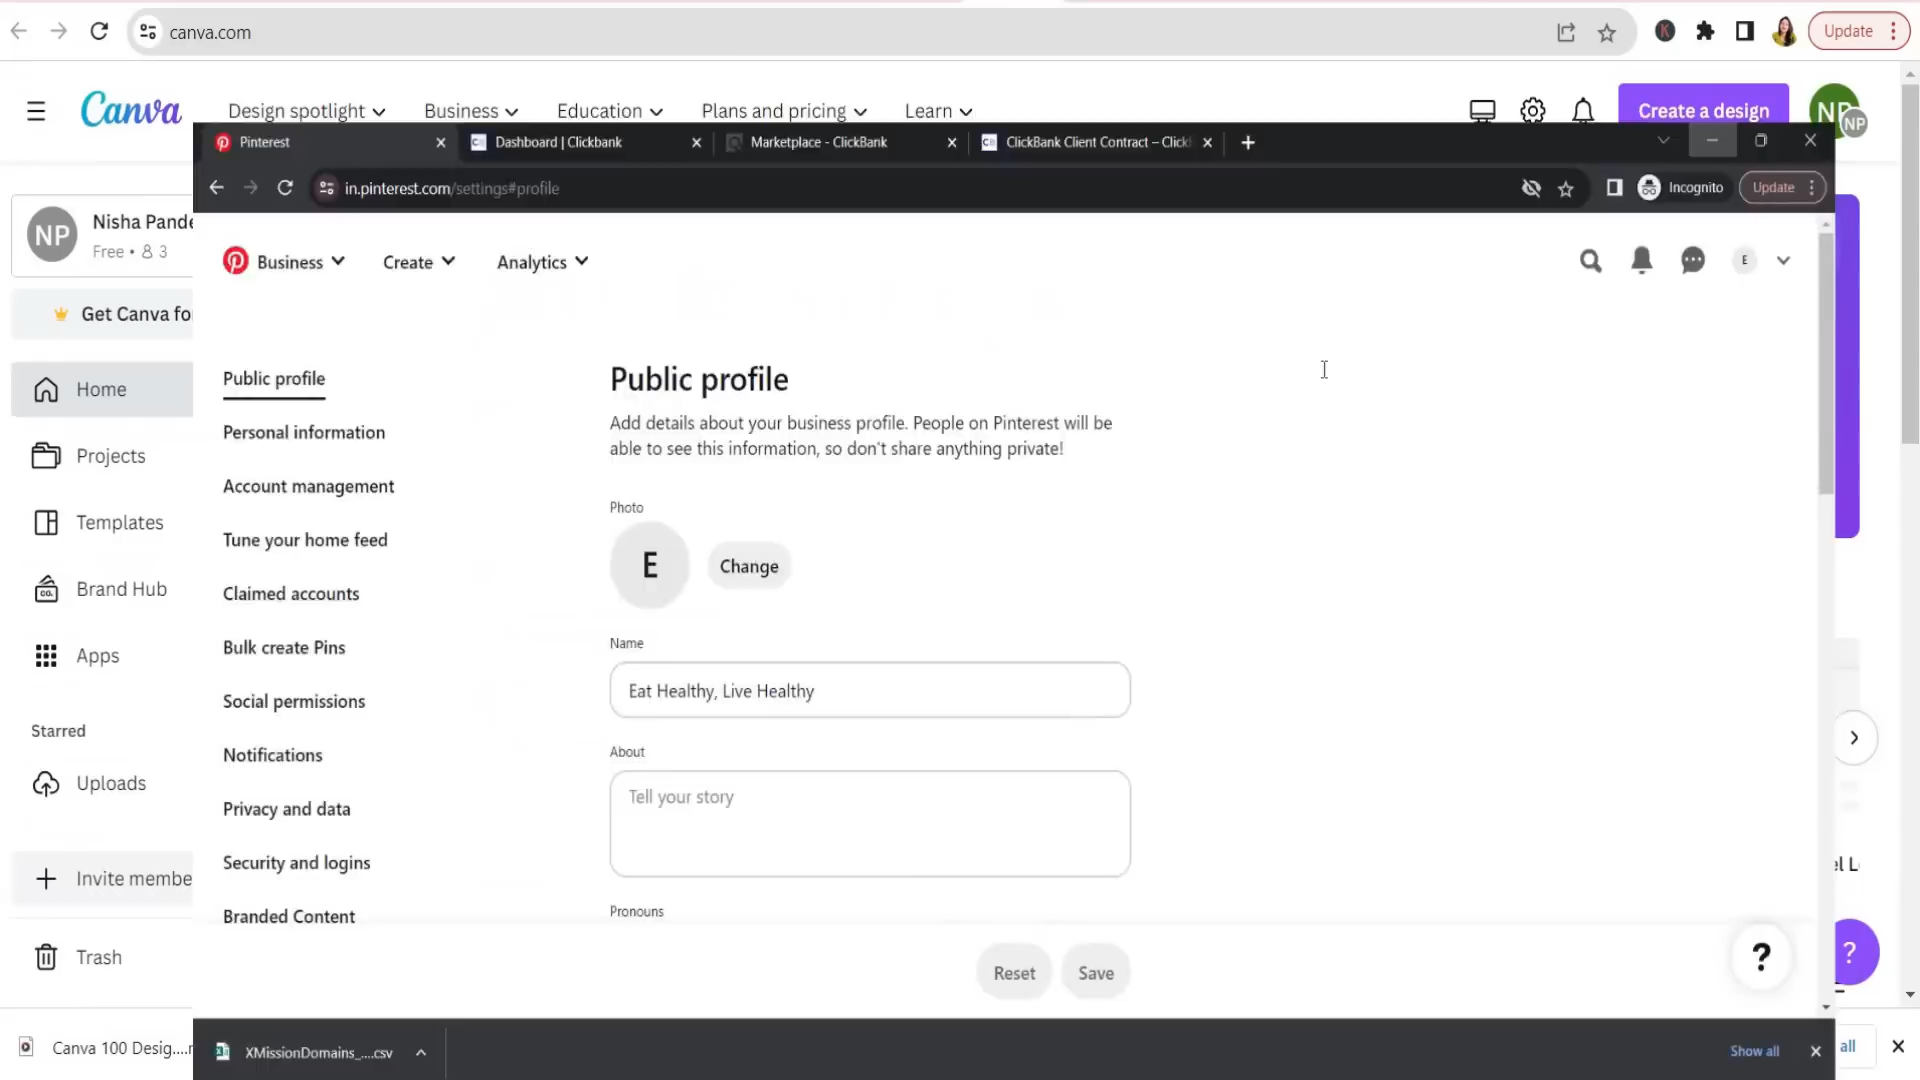 canva.com
Update
Canva
Design spotlight
Business
Education
Plans and pricing
Learn
Create a design
NP
NP
Pinterest
Dashboard | Clickbank
Marketplace - ClickBank
ClickBank Client Contract – Click
in.pinterest.com/settings#profile
Incognito
Update
NP
Nisha Pande
Free • 3
Get Canva fo
Home
Projects
Templates
Brand Hub
Apps
Starred
Uploads
Invite membe
Trash
Business
Create
Analytics
E
Public profile
Personal information
Account management
Tune your home feed
Claimed accounts
Bulk create Pins
Social permissions
Notifications
Privacy and data
Security and logins
Branded Content
Public profile
Add details about your business profile. People on Pinterest will be
able to see this information, so don't share anything private!
Photo
E
Change
Name
Eat Healthy, Live Healthy
About
Tell your story
Pronouns
Reset
Save
?
?
el L
Canva 100 Desig....
XMissionDomains_....csv
Show all
all